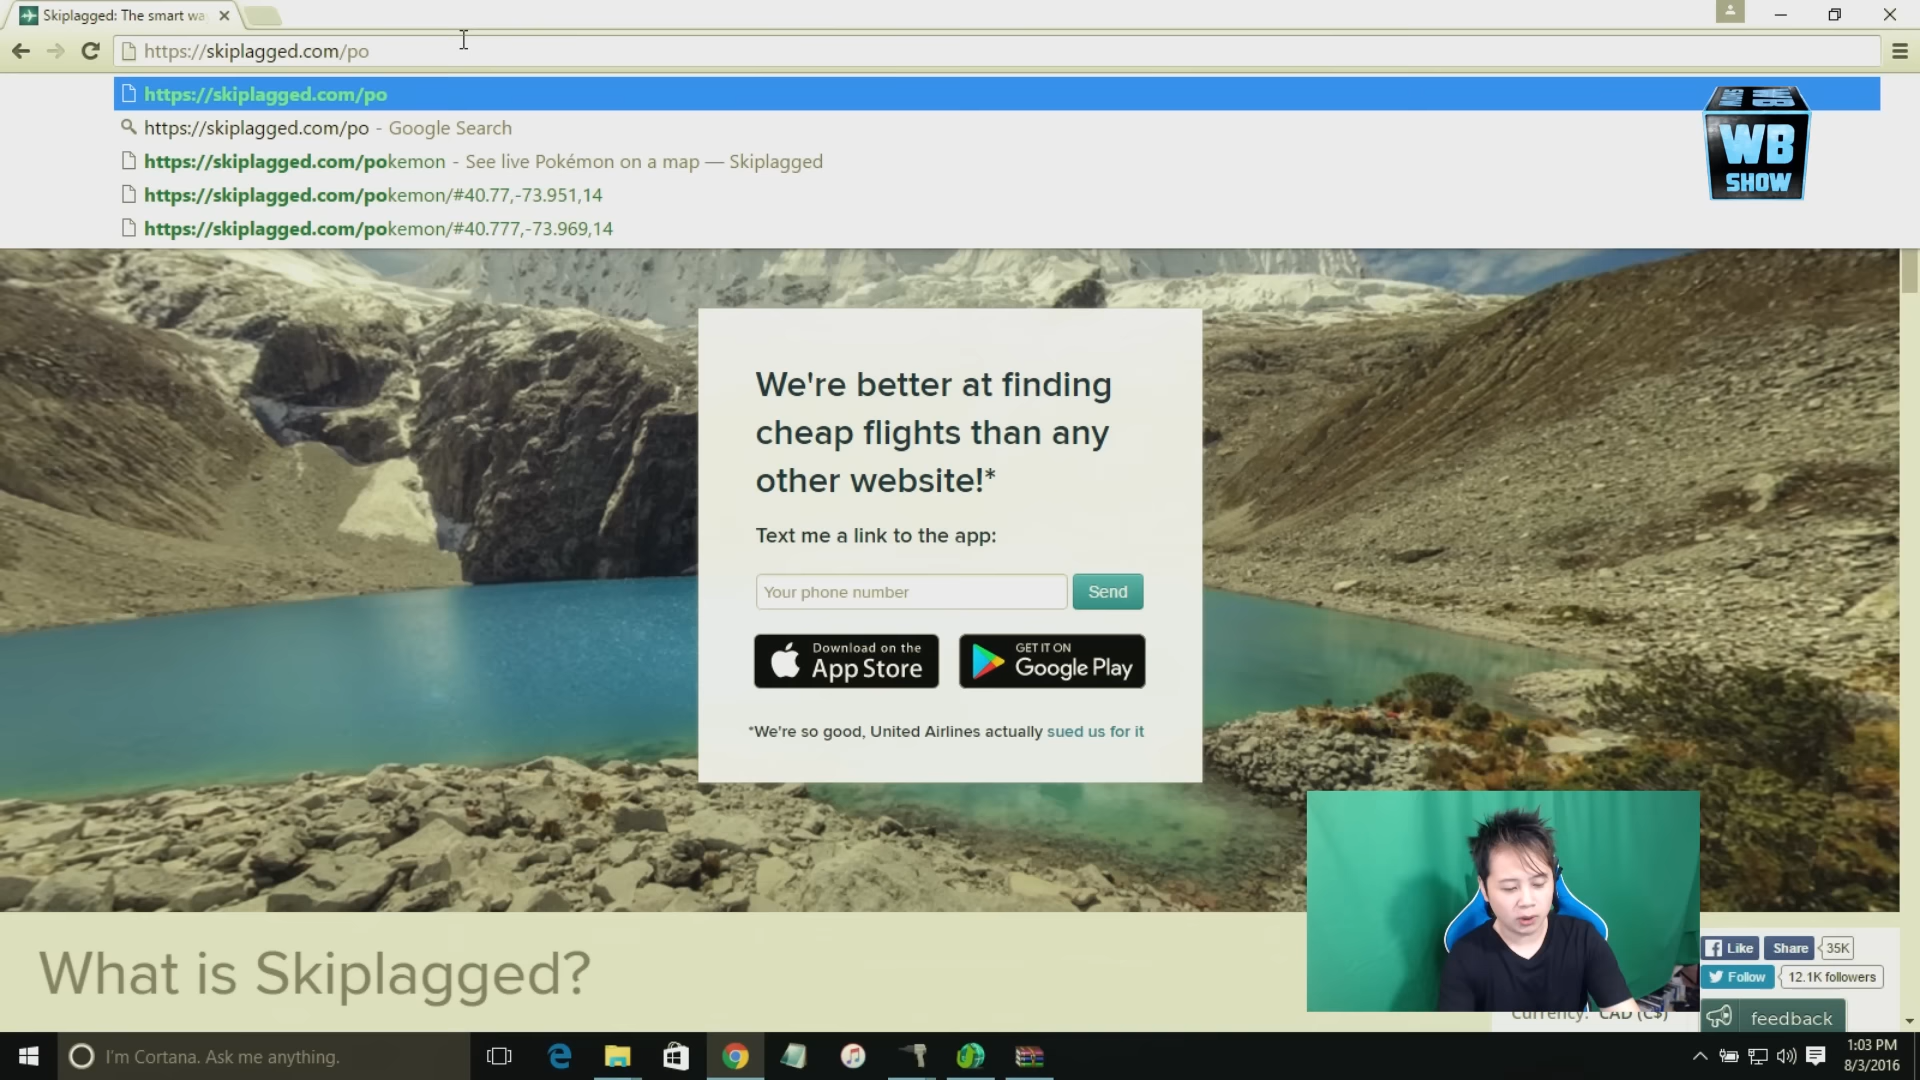 Skiplagged: The smart wa
https://skiplagged.com/po
https://skiplagged.com/po
https://skiplagged.com/po - Google Search
https://skiplagged.com/pokemon - See live Pokémon on a map — Skiplagged
https://skiplagged.com/pokemon/#40.77,-73.951,14
https://skiplagged.com/pokemon/#40.777,-73.969,14
WB
WB
SHOW
We're better at finding
cheap flights than any
other website!*
Text me a link to the app:
Your phone number
Send
Download on the
App Store
GET IT ON
Google Play
*We're so good, United Airlines actually sued us for it
What is Skiplagged?
Like Share 35K
Follow 12.1K followers
Currency: CAD (C$)
feedback
I'm Cortana. Ask me anything.
1:03 PM
8/3/2016